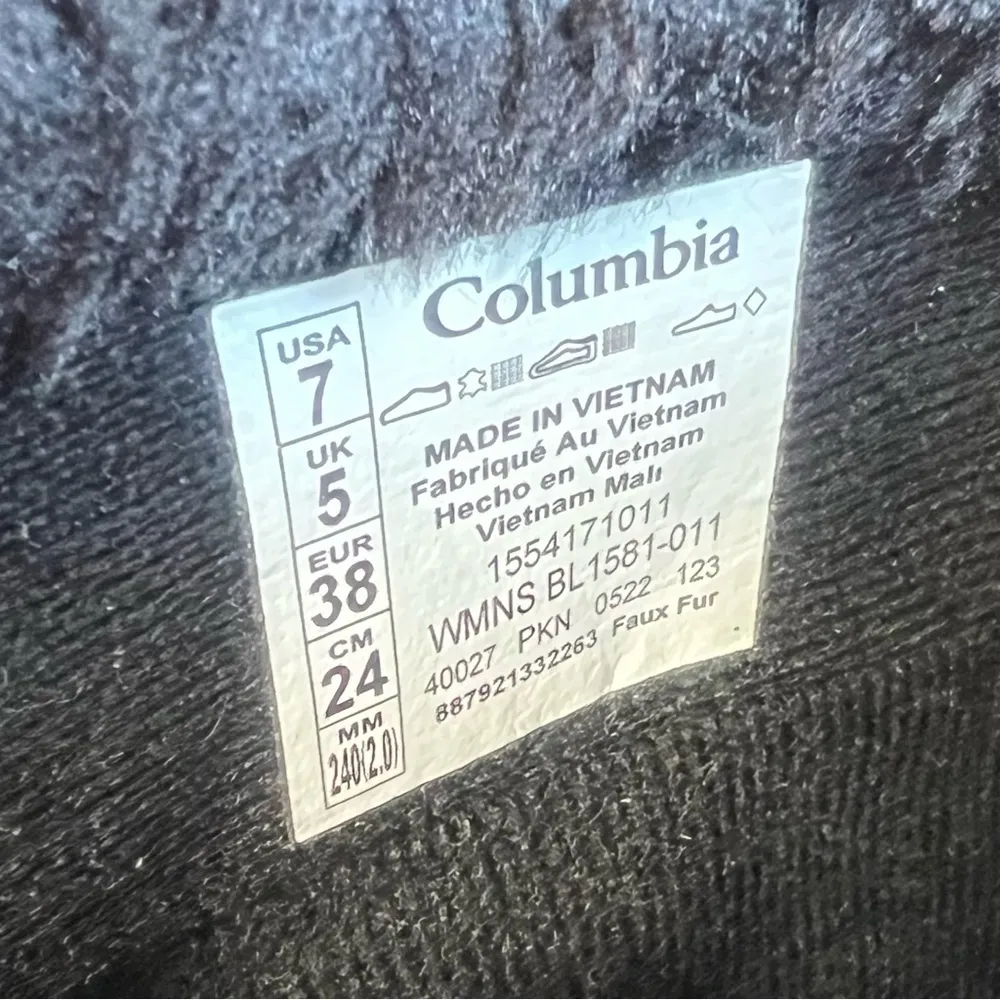 Columbia
USA
7
UK
5
EUR
38
CM
24
MM
240(2.0)
MADE IN VIETNAM
Fabriqué Au Vietnam
Hecho en Vietnam
Vietnam Malı
1554171011
WMNS BL1581-011
40027 PKN 0522 123
887921332263 Faux Fur